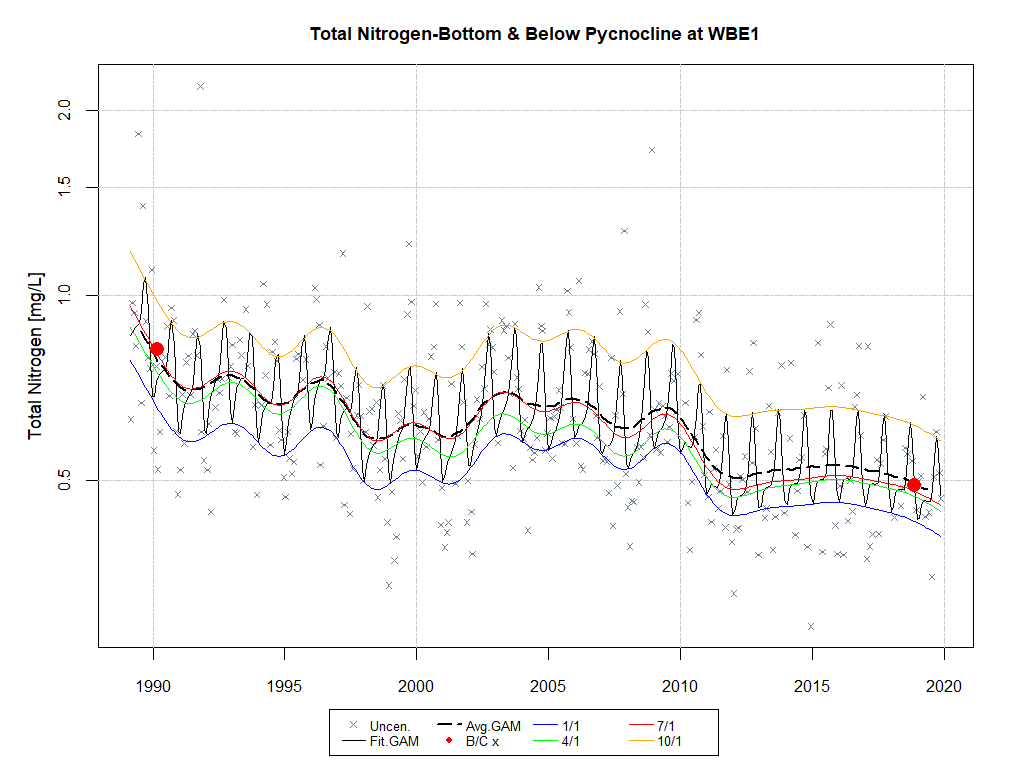 Total Nitrogen-Bottom & Below Pycnocline at WBE1
Total Nitrogen [mg/L]
2.0
1.5
1.0
0.5
1990 1995 2000 2005 2010 2015 2020
Uncen. Avg.GAM 1/1 7/1
Fit.GAM B/C x 4/1 10/1